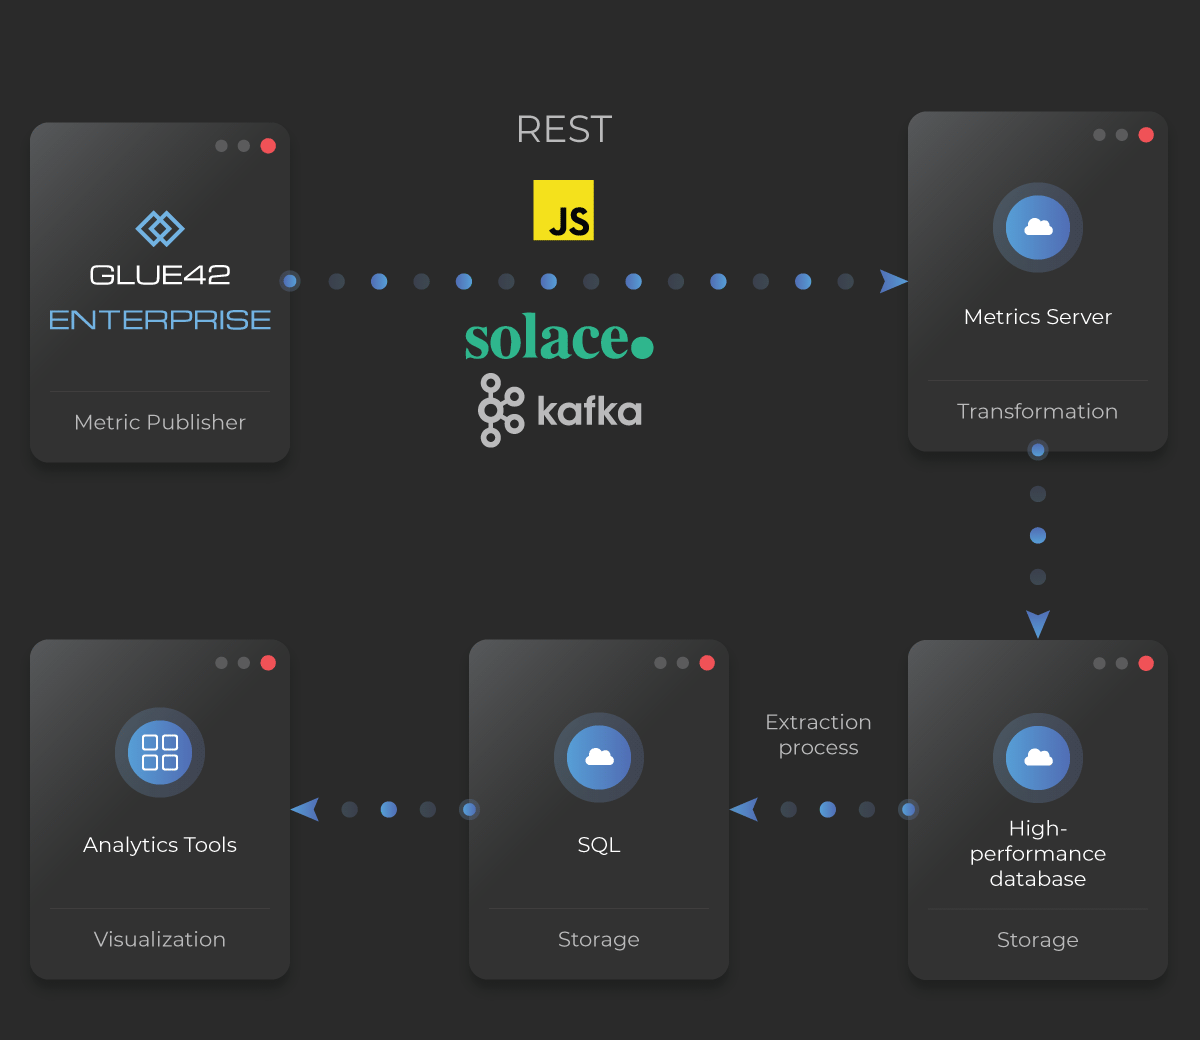 REST
JS
GLUE42
ENTERPRISE
Metric Publisher
solace.
kafka
Metrics Server
Transformation
Analytics Tools
Visualization
SQL
Storage
Extraction
process
High-
performance
database
Storage